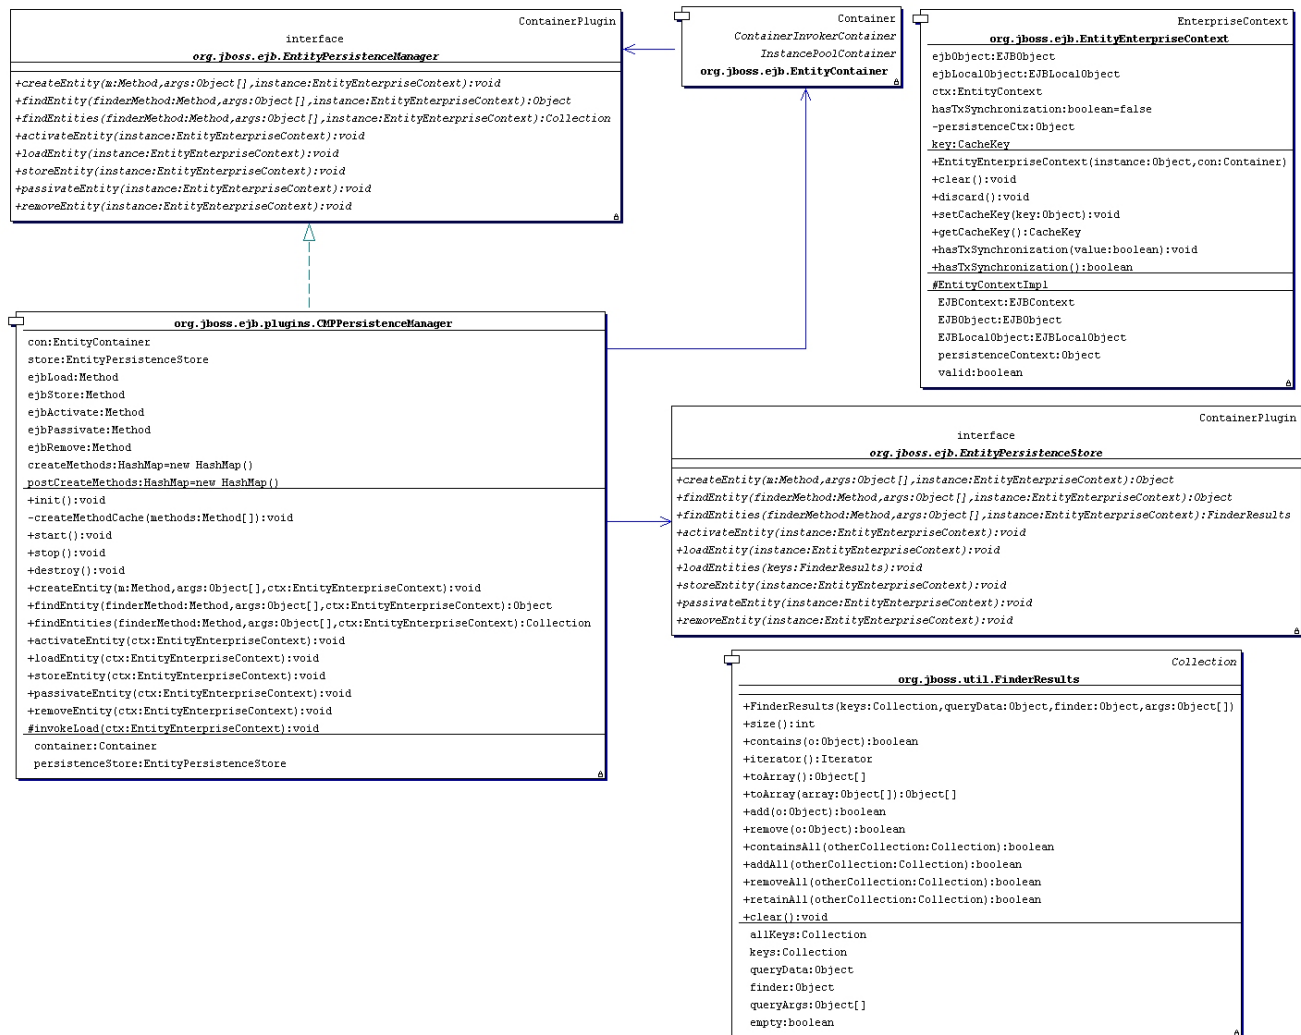 ContainerPlugin
interface
org.jboss.ejb.EntityPersistenceManager
+createEntity(m:Method,args:Object[],instance:EntityEnterpriseContext):void
+findEntity(finderMethod:Method,args:Object[],instance:EntityEnterpriseContext):Object
+findEntities(finderMethod:Method,args:Object[],instance:EntityEnterpriseContext):Collection
+activateEntity(instance:EntityEnterpriseContext):void
+loadEntity(instance:EntityEnterpriseContext):void
+storeEntity(instance:EntityEnterpriseContext):void
+passivateEntity(instance:EntityEnterpriseContext):void
+removeEntity(instance:EntityEnterpriseContext):void
Container
ContainerInvokerContainer
InstancePoolContainer
org.jboss.ejb.EntityContainer
EnterpriseContext
org.jboss.ejb.EntityEnterpriseContext
ejbObject:EJBObject
ejbLocalObject:EJBLocalObject
ctx:EntityContext
hasTxSynchronization:boolean=false
-persistenceCtx:Object
key:CacheKey
+EntityEnterpriseContext(instance:Object,con:Container)
+clear():void
+discard():void
+setCacheKey(key:Object):void
+getCacheKey():CacheKey
+hasTxSynchronization(value:boolean):void
+hasTxSynchronization():boolean
#EntityContextImpl
EJBContext:EJBContext
EJBObject:EJBObject
EJBLocalObject:EJBLocalObject
persistenceContext:Object
valid:boolean
org.jboss.ejb.plugins.CMPPersistenceManager
con:EntityContainer
store:EntityPersistenceStore
ejbLoad:Method
ejbStore:Method
ejbActivate:Method
ejbPassivate:Method
ejbRemove:Method
createMethods:HashMap=new HashMap()
postCreateMethods:HashMap=new HashMap()
+init():void
-createMethodCache(methods:Method[]):void
+start():void
+stop():void
+destroy():void
+createEntity(m:Method,args:Object[],ctx:EntityEnterpriseContext):void
+findEntity(finderMethod:Method,args:Object[],ctx:EntityEnterpriseContext):Object
+findEntities(finderMethod:Method,args:Object[],ctx:EntityEnterpriseContext):Collection
+activateEntity(ctx:EntityEnterpriseContext):void
+loadEntity(ctx:EntityEnterpriseContext):void
+storeEntity(ctx:EntityEnterpriseContext):void
+passivateEntity(ctx:EntityEnterpriseContext):void
+removeEntity(ctx:EntityEnterpriseContext):void
#invokeLoad(ctx:EntityEnterpriseContext):void
container:Container
persistenceStore:EntityPersistenceStore
ContainerPlugin
interface
org.jboss.ejb.EntityPersistenceStore
+createEntity(m:Method,args:Object[],instance:EntityEnterpriseContext):Object
+findEntity(finderMethod:Method,args:Object[],instance:EntityEnterpriseContext):Object
+findEntities(finderMethod:Method,args:Object[],instance:EntityEnterpriseContext):FinderResults
+activateEntity(instance:EntityEnterpriseContext):void
+loadEntity(instance:EntityEnterpriseContext):void
+loadEntities(keys:FinderResults):void
+storeEntity(instance:EntityEnterpriseContext):void
+passivateEntity(instance:EntityEnterpriseContext):void
+removeEntity(instance:EntityEnterpriseContext):void
Collection
org.jboss.util.FinderResults
+FinderResults(keys:Collection,queryData:Object,finder:Object,args:Object[])
+size():int
+contains(o:Object):boolean
+iterator():Iterator
+toArray():Object[]
+toArray(array:Object[]):Object[]
+add(o:Object):boolean
+remove(o:Object):boolean
+containsAll(otherCollection:Collection):boolean
+addAll(otherCollection:Collection):boolean
+removeAll(otherCollection:Collection):boolean
+retainAll(otherCollection:Collection):boolean
+clear():void
allKeys:Collection
keys:Collection
queryData:Object
finder:Object
queryArgs:Object[]
empty:boolean